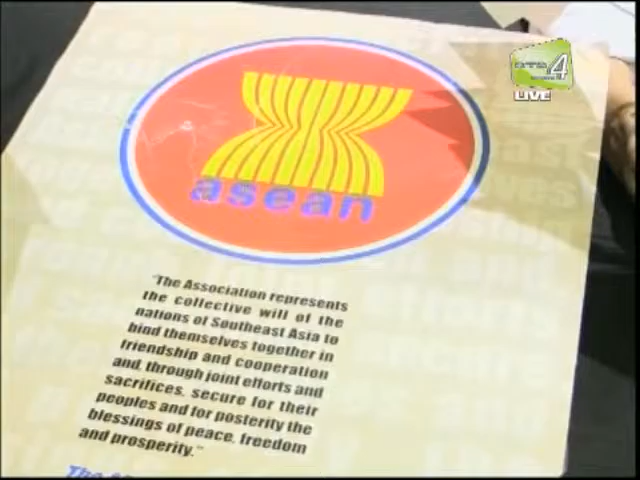 4
LIVE
asean
"The Association represents
the collective will of the
nations of Southeast Asia to
bind themselves together in
friendship and cooperation
and, through joint efforts and
sacrifices, secure for their
peoples and for posterity the
blessings of peace, freedom
and prosperity."